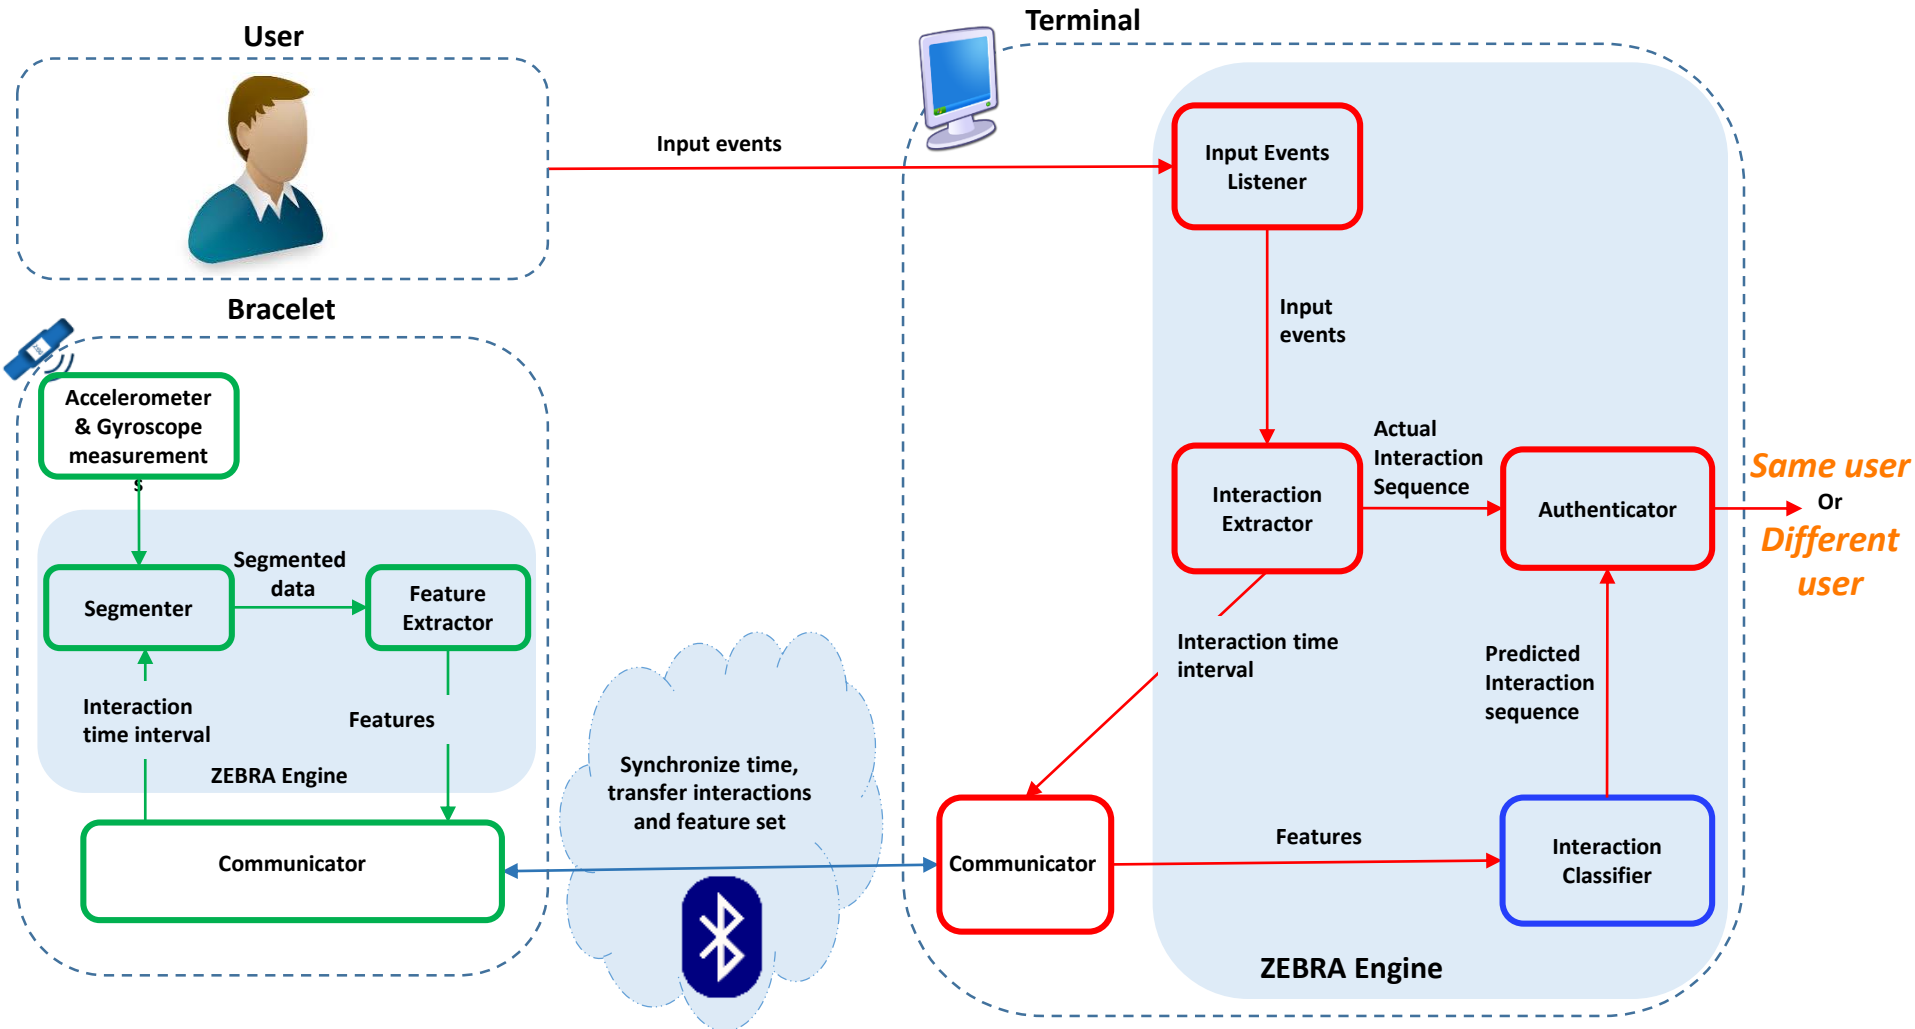 User
Terminal
Input events
Input Events
Listener
Input
events
Bracelet
Accelerometer
& Gyroscope
measurement
s
Segmented
data
Segmenter
Feature
Extractor
Interaction
time interval
Features
ZEBRA Engine
Communicator
Synchronize time,
transfer interactions
and feature set
Actual
Interaction
Sequence
Interaction
Extractor
Authenticator
Same user
Or
Different
user
Interaction time
interval
Predicted
Interaction
sequence
Communicator
Features
Interaction
Classifier
ZEBRA Engine